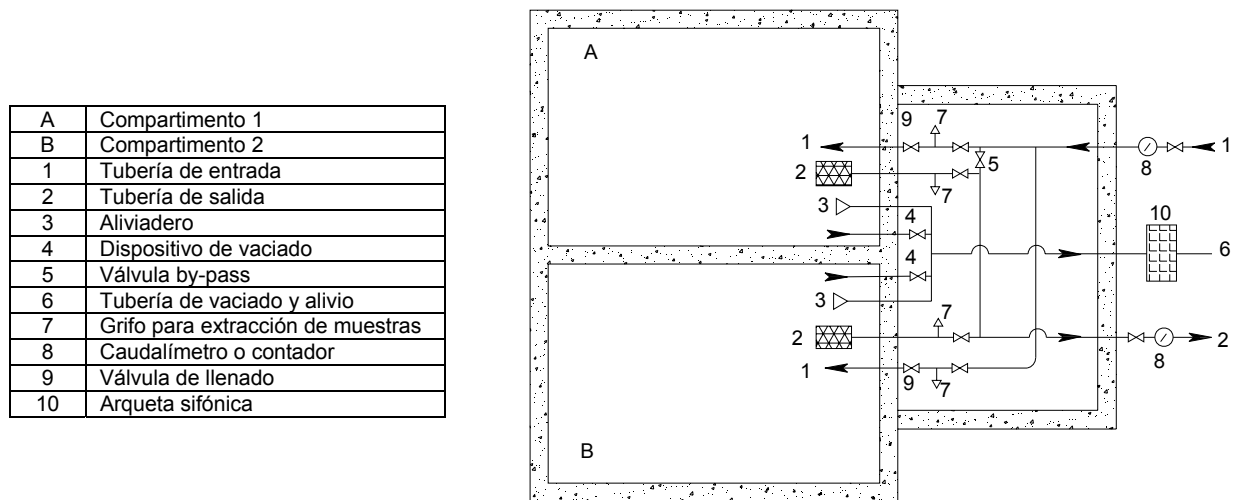 A Compartimento 1
B Compartimento 2
1 Tubería de entrada
2 Tubería de salida
3 Aliviadero
4 Dispositivo de vaciado
5 Válvula by-pass
6 Tubería de vaciado y alivio
7 Grifo para extracción de muestras
8 Caudalímetro o contador
9 Válvula de llenado
10 Arqueta sifónica
A
9 7
1 1
5 8
2
7
3 4
10
4 6
3
7
2 2
8
1
9 7
B